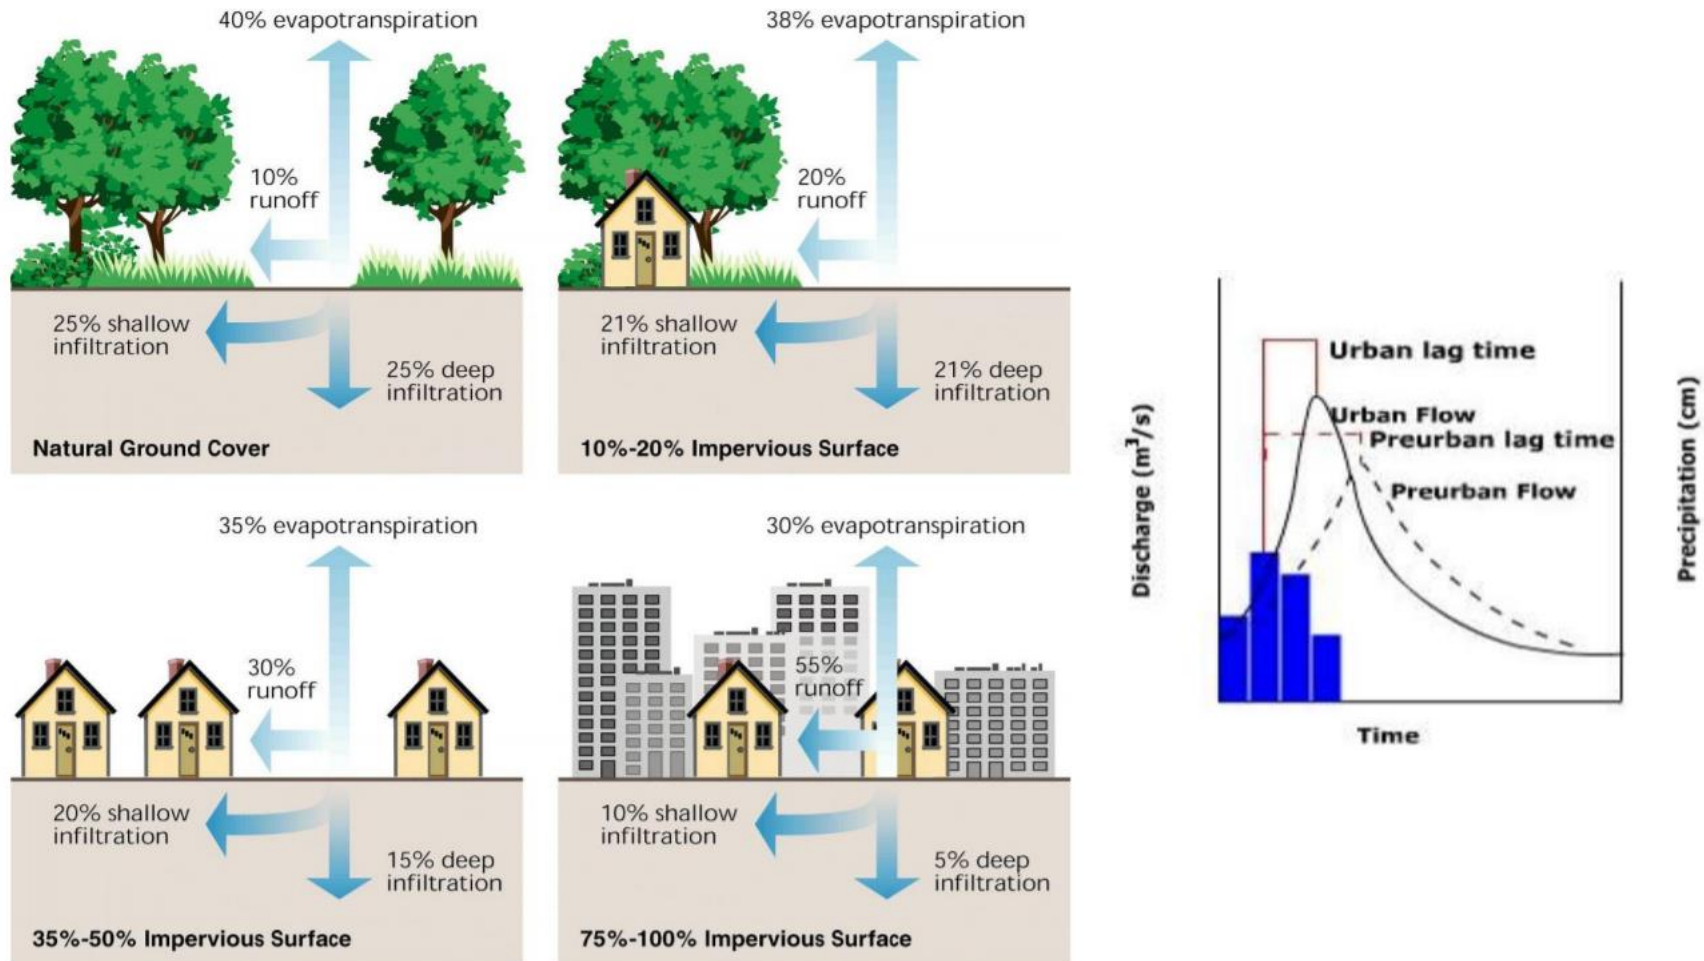 40% evapotranspiration
10%
runoff
25% shallow
infiltration
25% deep
infiltration
Natural Ground Cover
38% evapotranspiration
20%
runoff
21% shallow
infiltration
21% deep
infiltration
10%-20% Impervious Surface
35% evapotranspiration
30%
runoff
20% shallow
infiltration
15% deep
infiltration
35%-50% Impervious Surface
30% evapotranspiration
55%
runoff
10% shallow
infiltration
5% deep
infiltration
75%-100% Impervious Surface
Discharge (m³/s)
Urban lag time
Urban Flow
Preurban lag time
Preurban Flow
Time
Precipitation (cm)